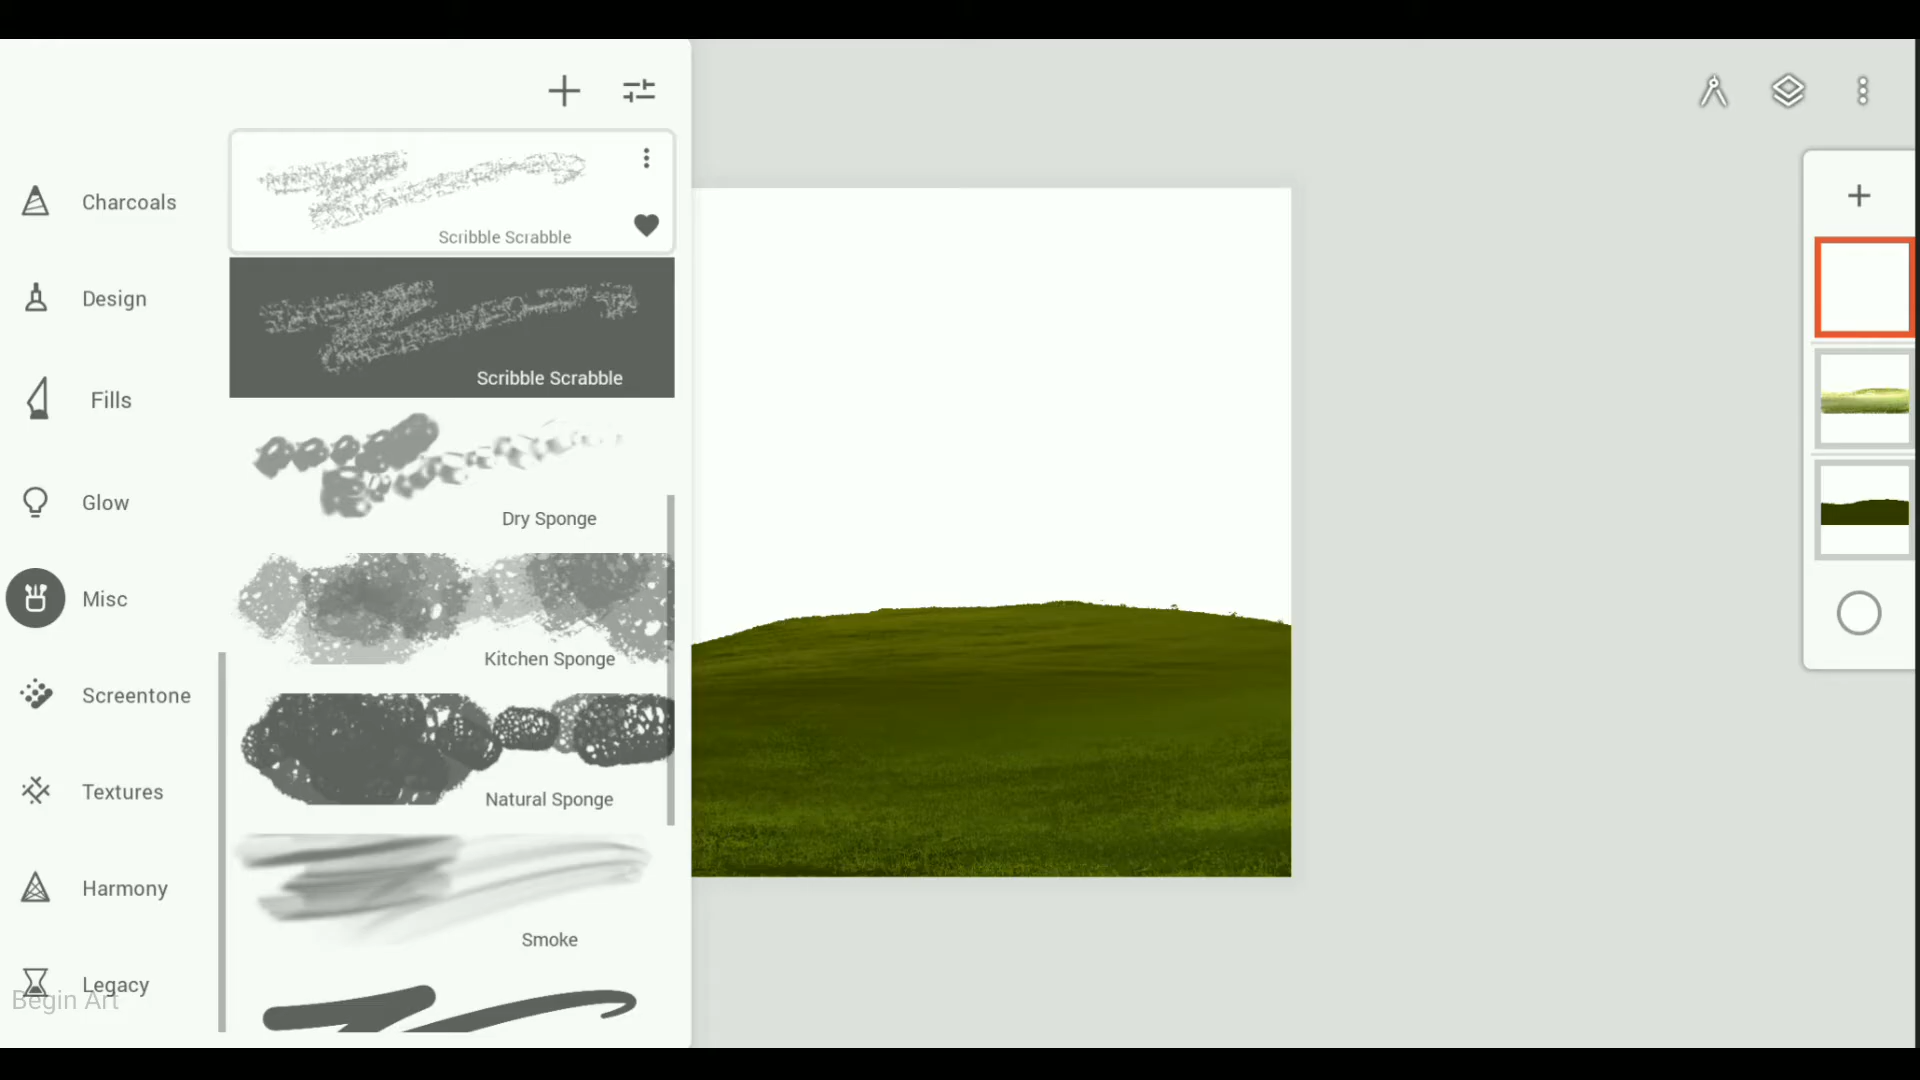 Charcoals
Design
Fills
Glow
Misc
Screentone
Textures
Harmony
Legacy
Begin Art
Scribble Scrabble
Scribble Scrabble
Dry Sponge
Kitchen Sponge
Natural Sponge
Smoke